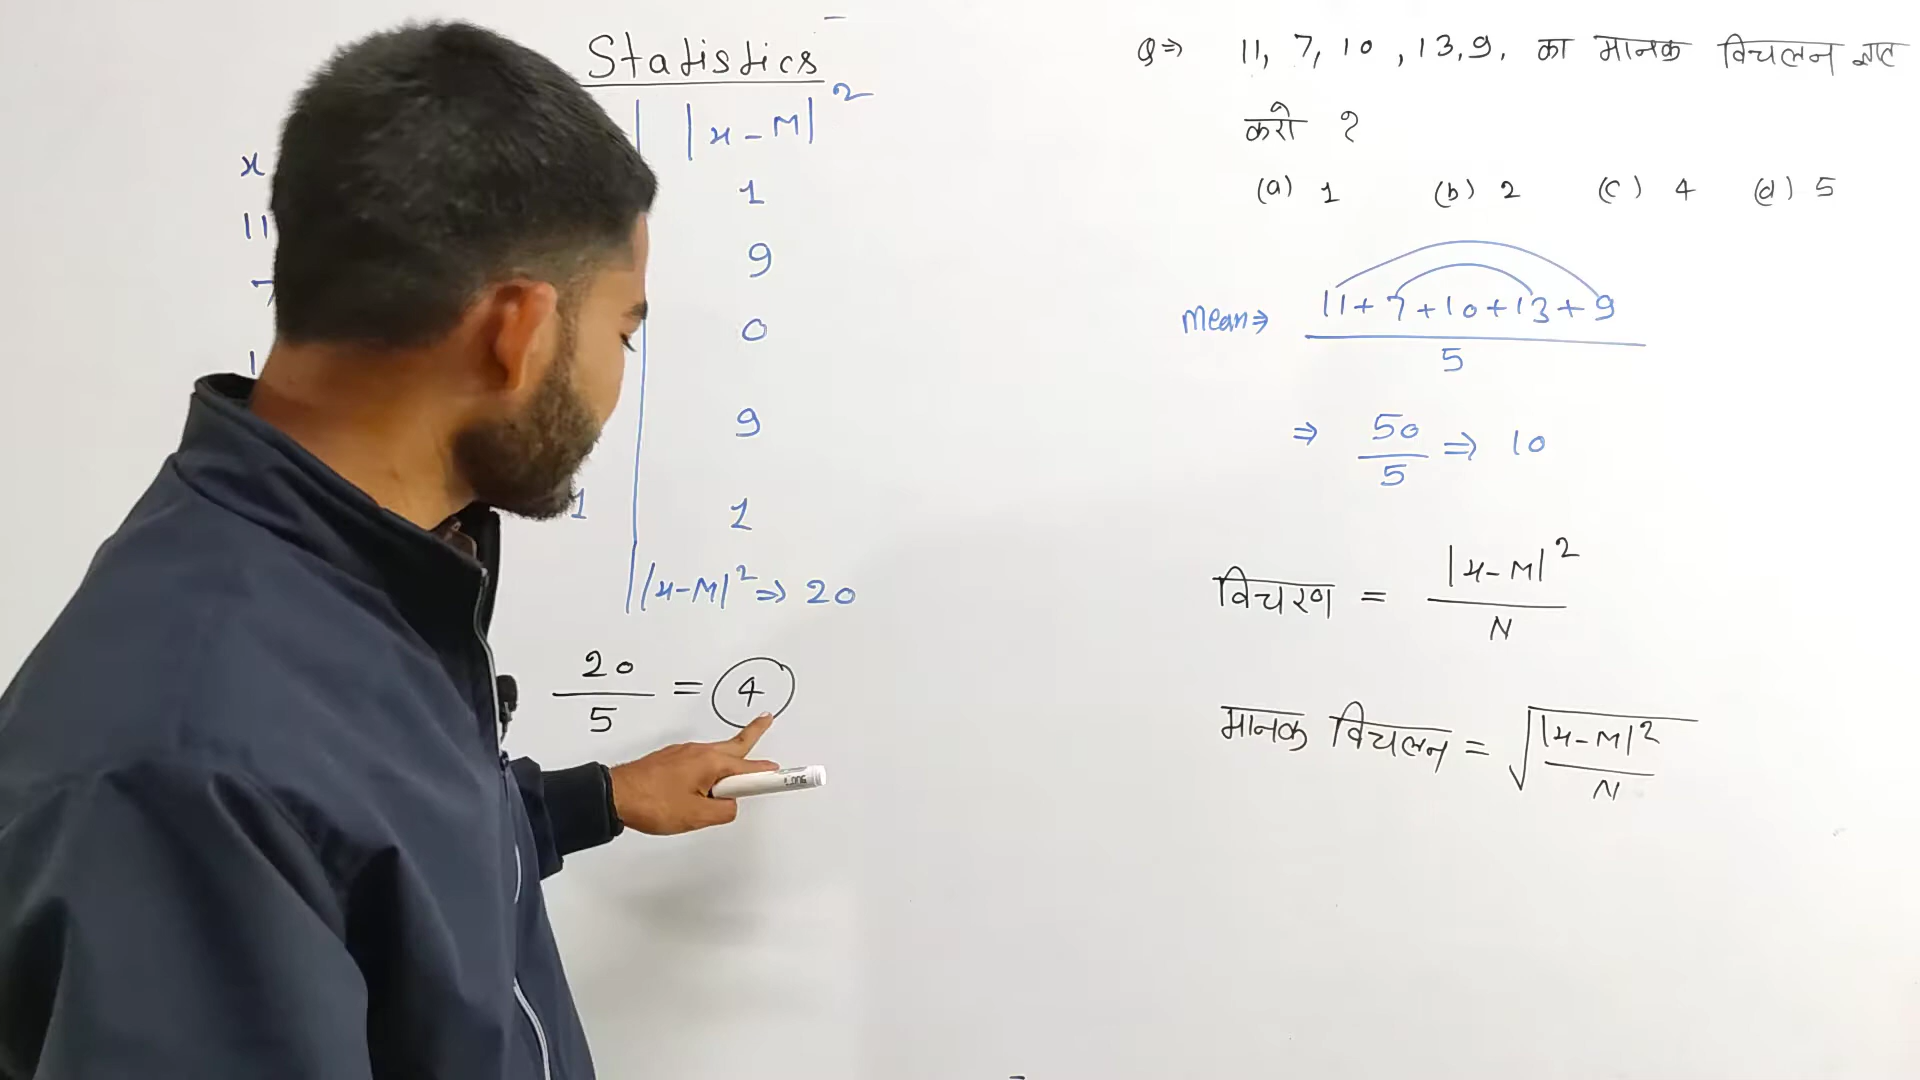 Statistics
x |x-M|²
11 1
7 9
0
1 9
1 1
|x-M|² ⇒ 20
20/5 = 4
Q⇒ 11, 7, 10, 13, 9, का मानक विचलन
करो ?
(a) 1 (b) 2 (c) 4 (d) 5
Mean⇒ 11+7+10+13+9/5
⇒ 50/5 ⇒ 10
विचरण = |x-M|²/N
मानक विचलन = √|x-M|²/N